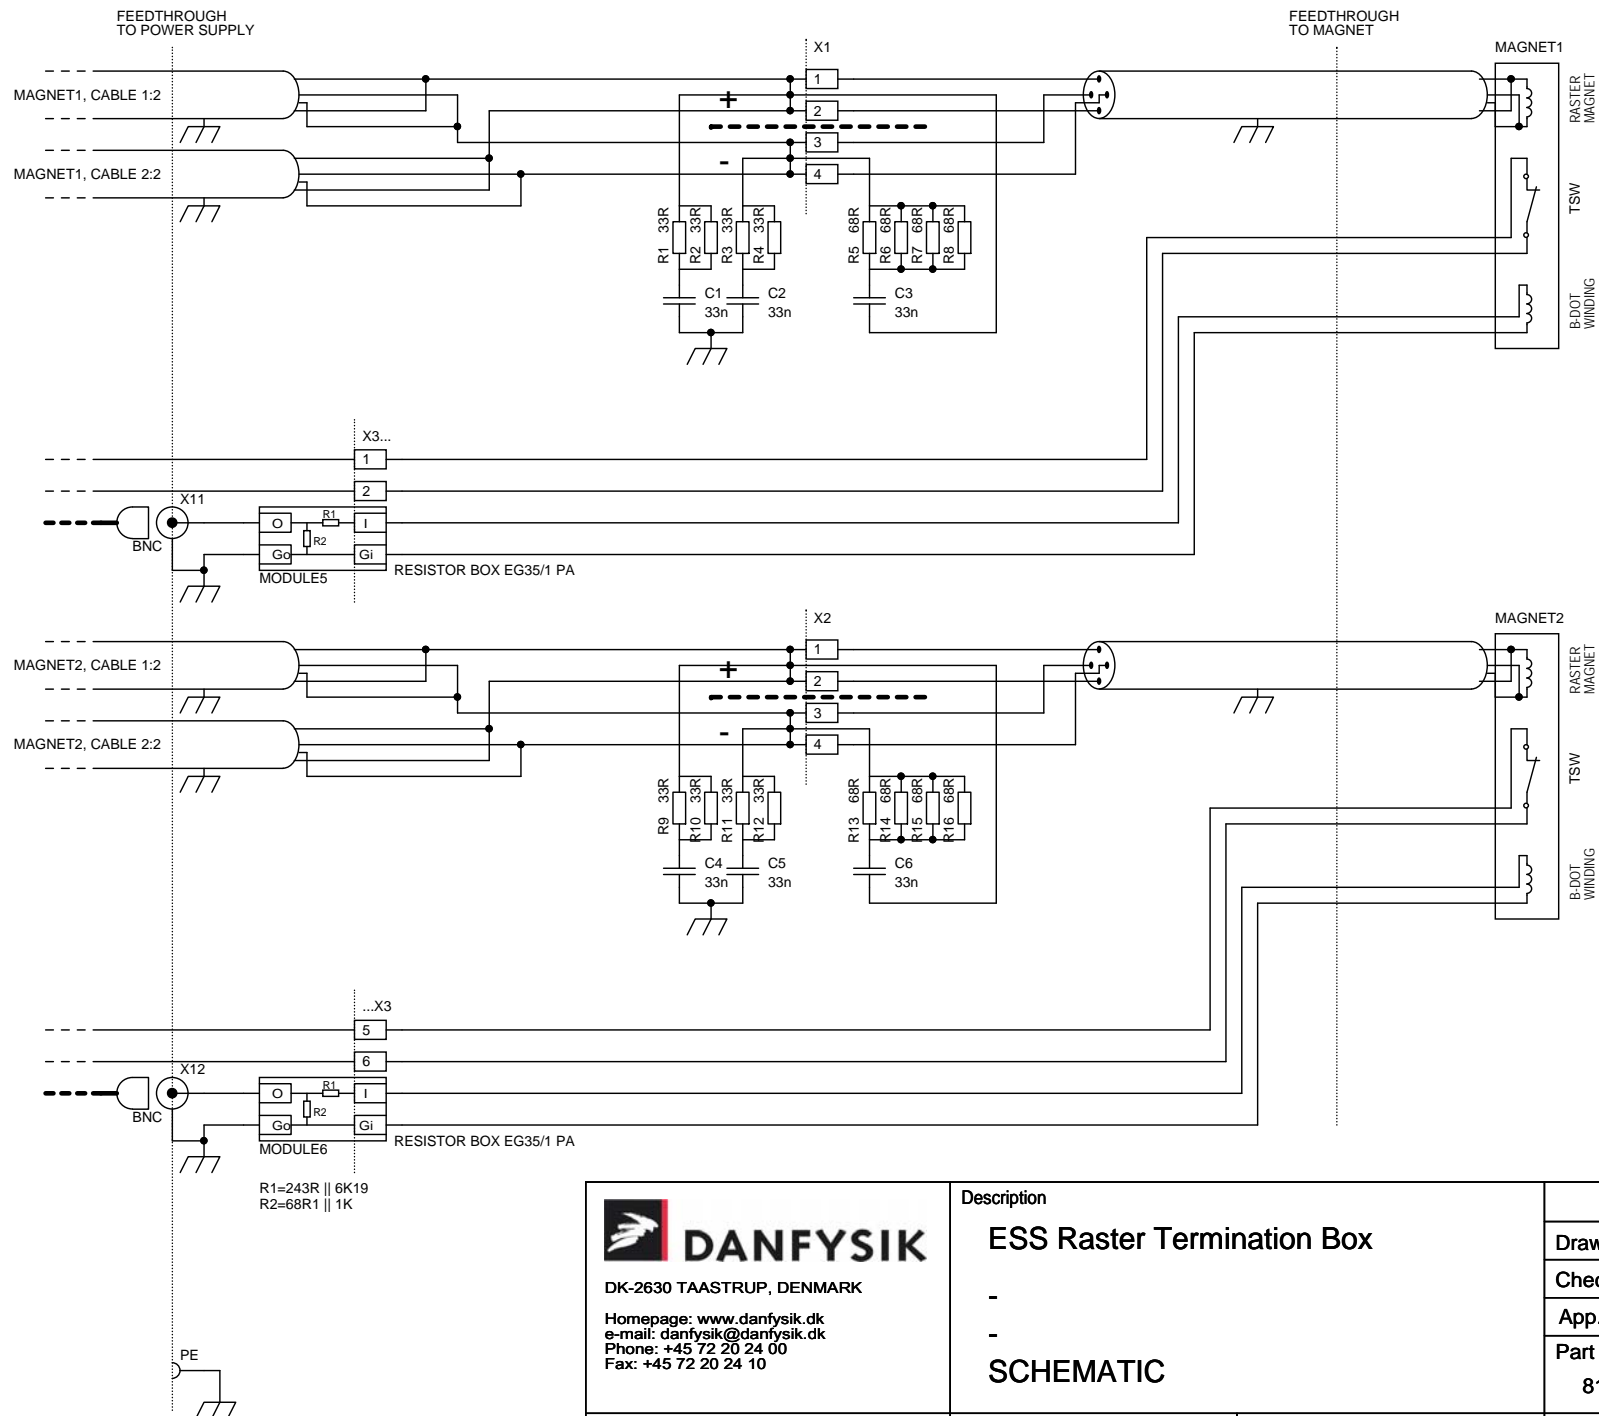 FEEDTHROUGH
TO POWER SUPPLY
FEEDTHROUGH
TO MAGNET
X1
MAGNET1
MAGNET1, CABLE 1:2
1
+
2
RASTER
MAGNET
3
-
MAGNET1, CABLE 2:2
4
TSW
R1 33R
R2 33R
R3 33R
R4 33R
R5 68R
R6 68R
R7 68R
R8 68R
C1
33n
C2
33n
C3
33n
B-DOT
WINDING
X3...
1
2
X11
BNC
O
R1
I
R2
Go
Gi
MODULE5
RESISTOR BOX EG35/1 PA
X2
MAGNET2
MAGNET2, CABLE 1:2
1
+
2
RASTER
MAGNET
3
-
MAGNET2, CABLE 2:2
4
TSW
R9 33R
R10 33R
R11 33R
R12 33R
R13 68R
R14 68R
R15 68R
R16 68R
C4
33n
C5
33n
C6
33n
B-DOT
WINDING
...X3
5
6
X12
BNC
O
R1
I
R2
Go
Gi
MODULE6
RESISTOR BOX EG35/1 PA
R1=243R || 6K19
R2=68R1 || 1K
PE
DANFYSIK
DK-2630 TAASTRUP, DENMARK
Homepage: www.danfysik.dk
e-mail: danfysik@danfysik.dk
Phone: +45 72 20 24 00
Fax: +45 72 20 24 10
Description
ESS Raster Termination Box
-
-
SCHEMATIC
Draw
Chec
App.
Part
81